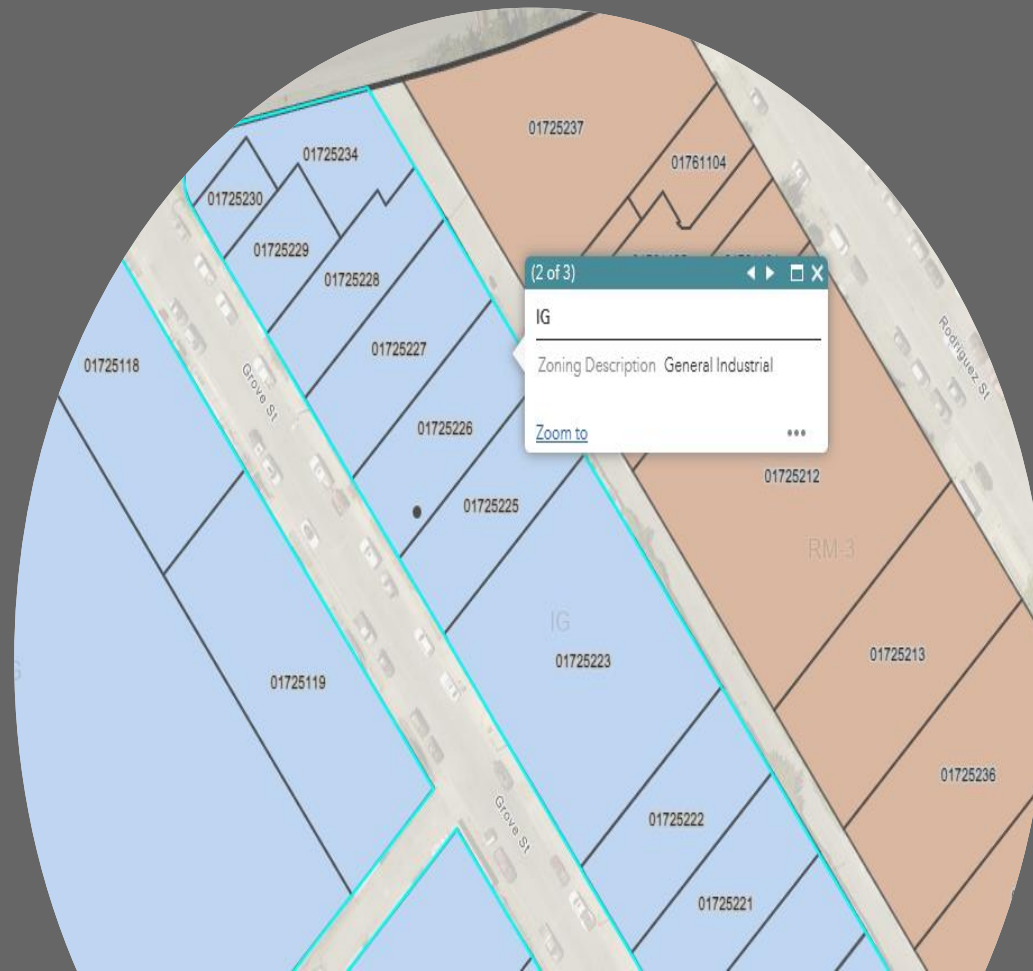 01725237
01725234
01761104
01725230
01725229
01725228
(2 of 3)
IG
Zoning Description General Industrial
Zoom to
•••
01725227
01725118
Grove St
Rodriguez St
01725226
01725212
01725225
RM-3
IG
01725223
01725213
01725119
01725236
Grove St
01725222
01725221